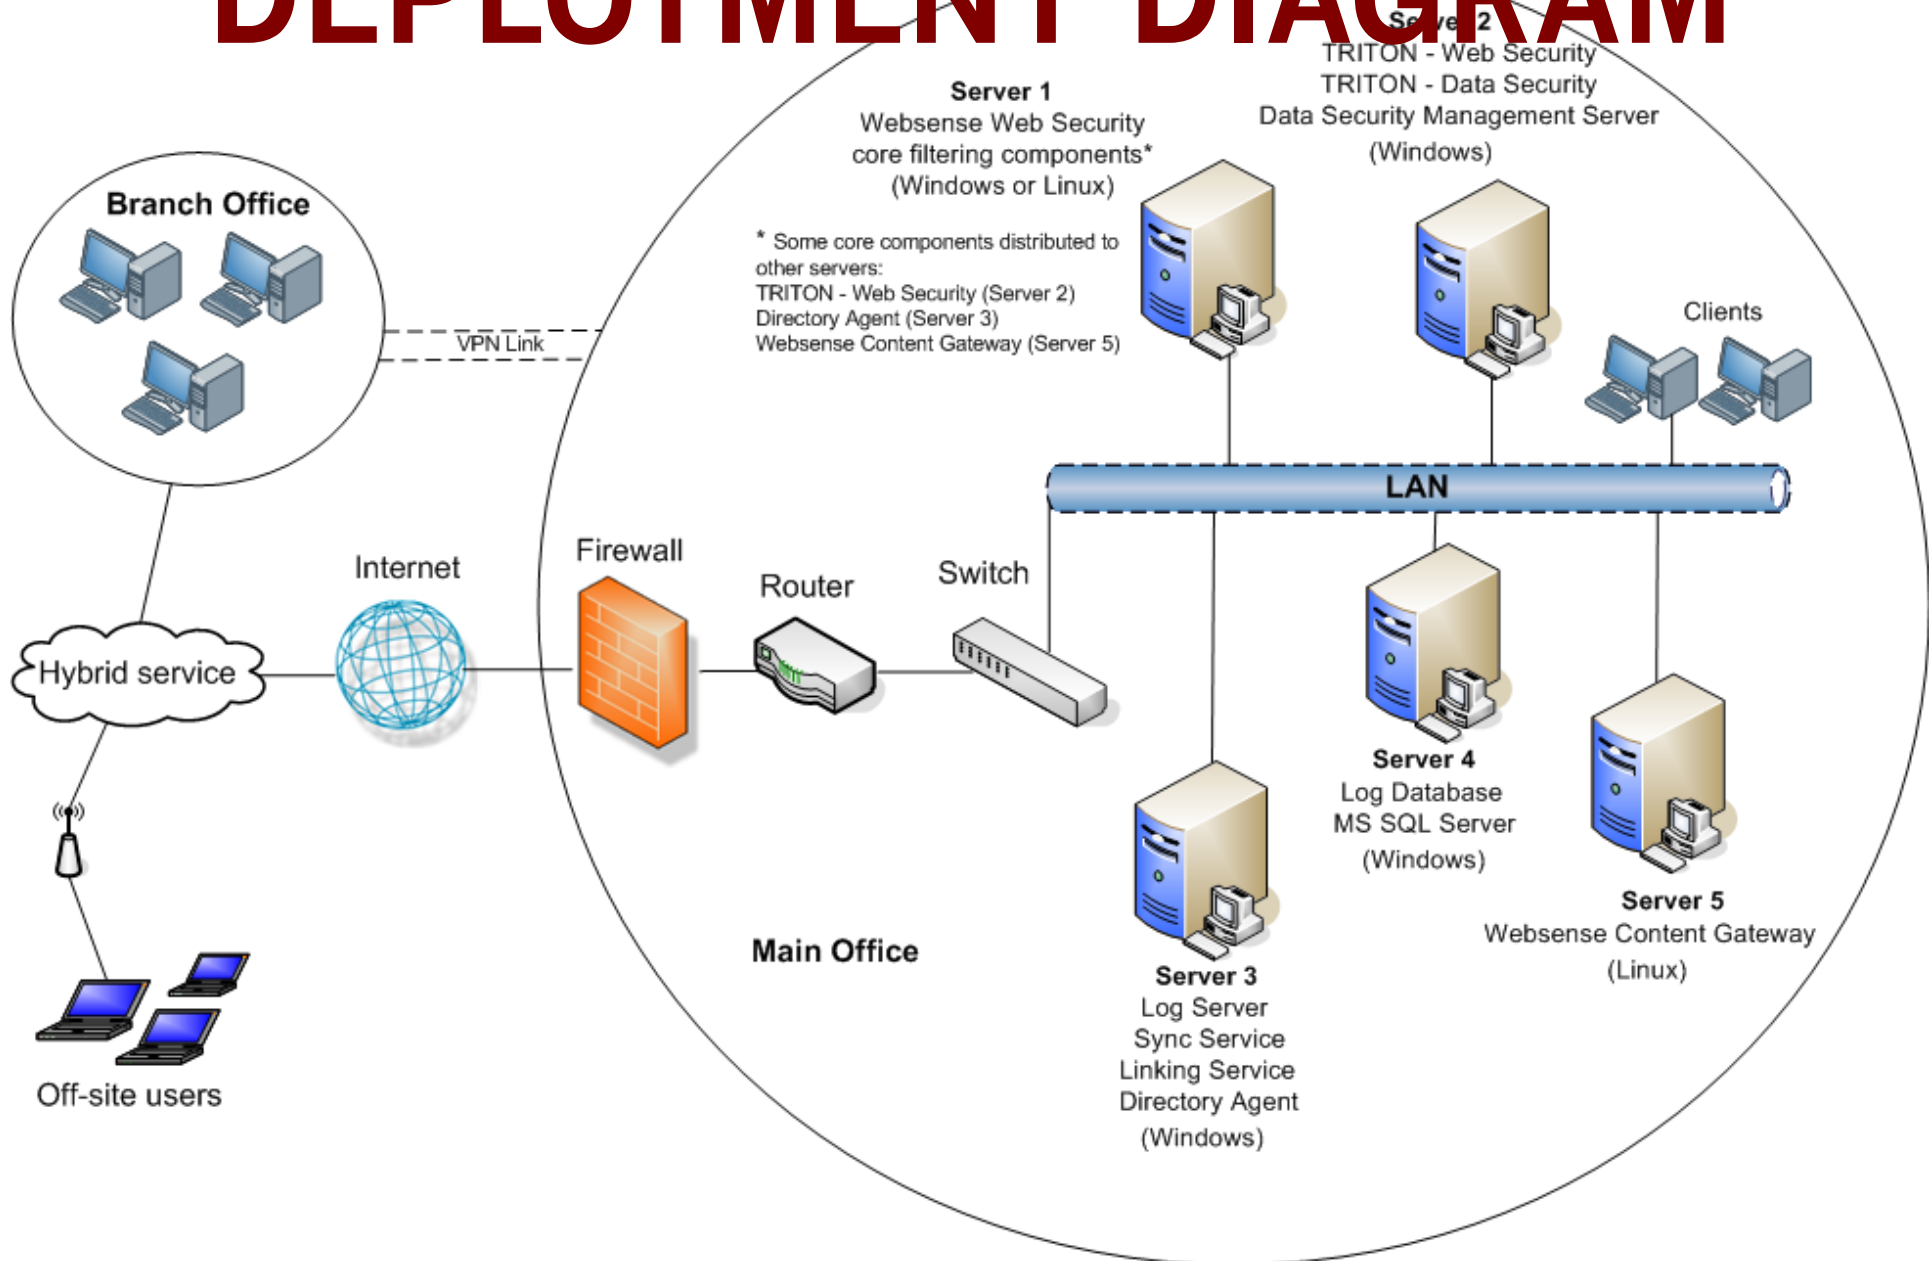 DEPLOYMENT DIAGRAM
Server 2
TRITON - Web Security
TRITON - Data Security
Data Security Management Server
(Windows)
Server 1
Websense Web Security
core filtering components*
(Windows or Linux)
* Some core components distributed to
other servers:
TRITON - Web Security (Server 2)
Directory Agent (Server 3)
Websense Content Gateway (Server 5)
Branch Office
VPN Link
Clients
LAN
Internet
Firewall
Router
Switch
Hybrid service
Server 4
Log Database
MS SQL Server
(Windows)
Server 5
Websense Content Gateway
(Linux)
Main Office
Server 3
Log Server
Sync Service
Linking Service
Directory Agent
(Windows)
Off-site users